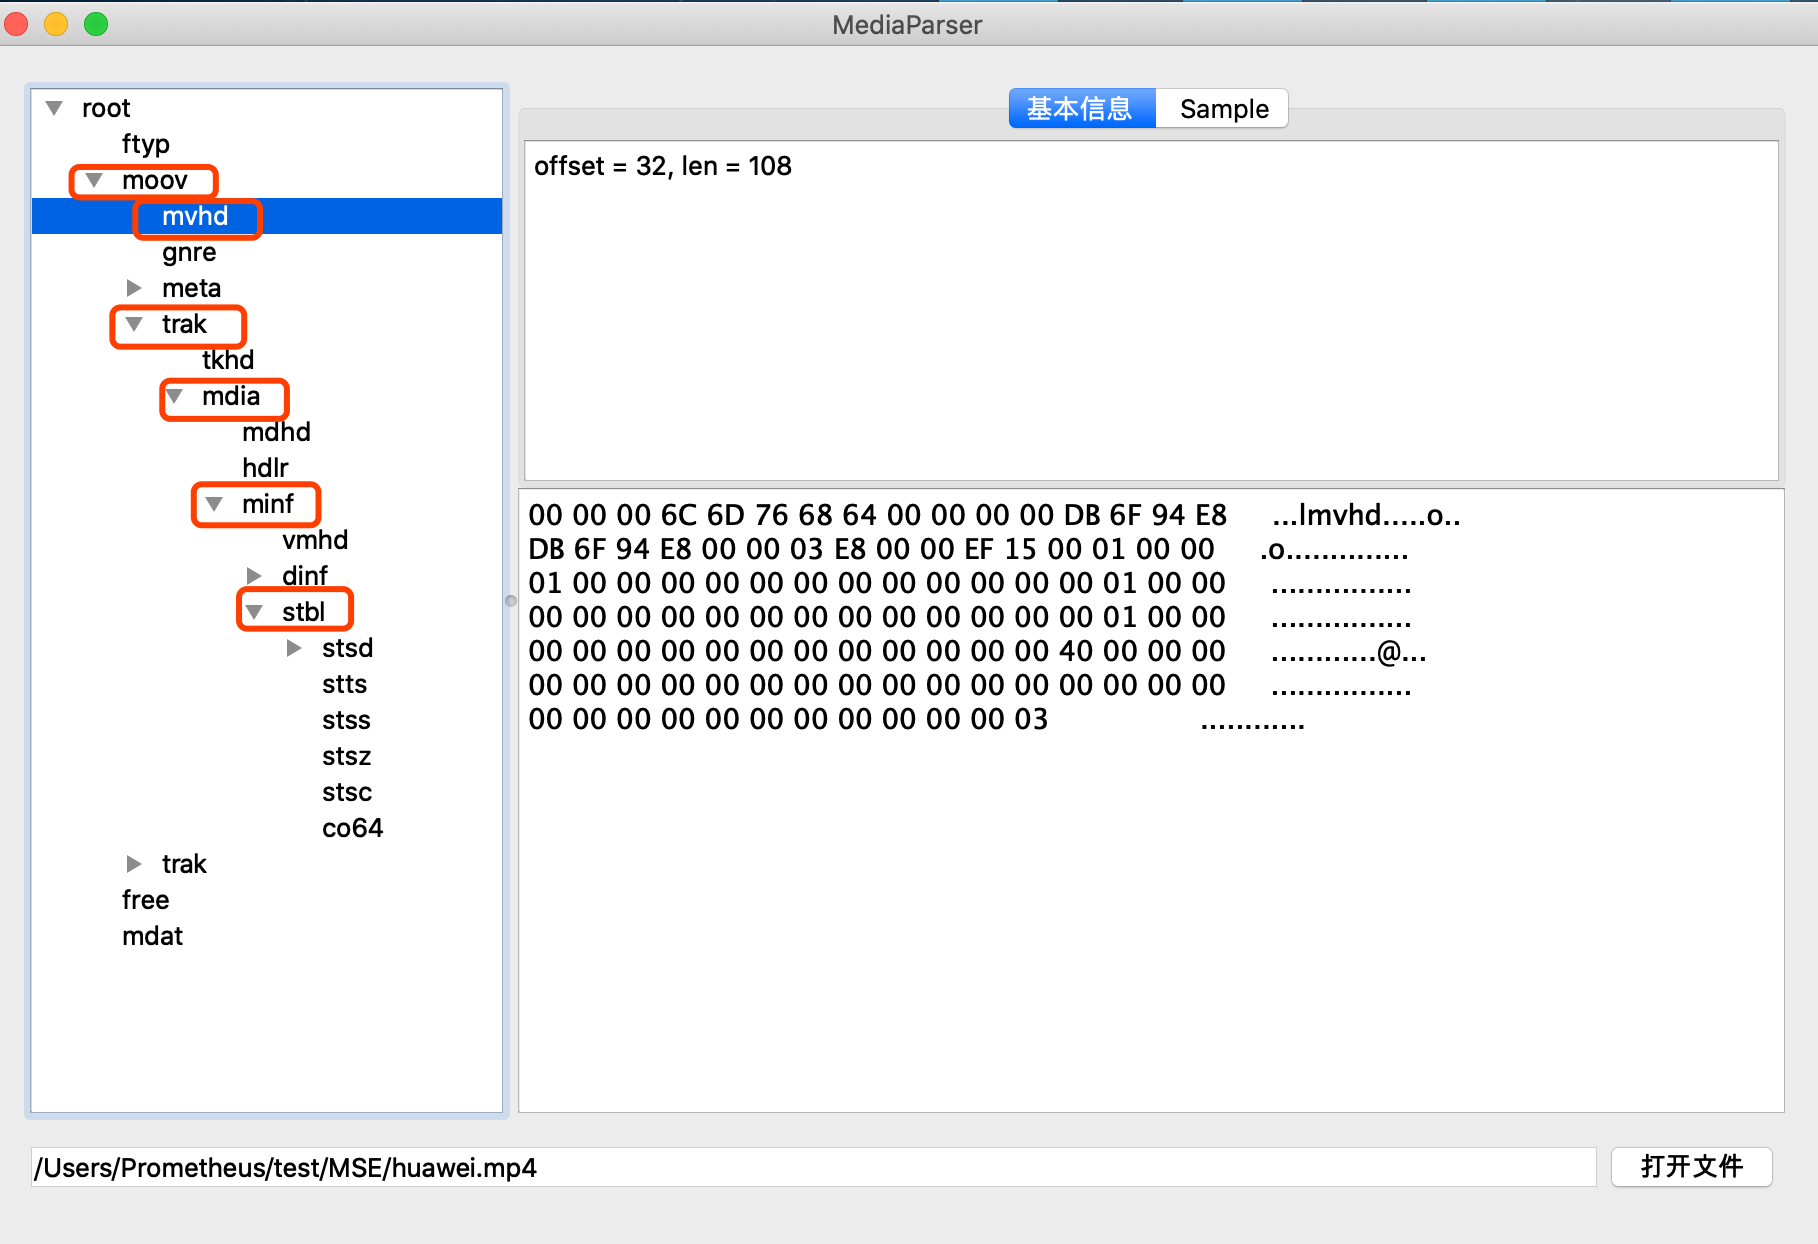 MediaParser
root
ftyp
moov
mvhd
gnre
meta
trak
tkhd
mdia
mdhd
hdlr
minf
vmhd
dinf
stbl
stsd
stts
stss
stsz
stsc
co64
trak
free
mdat
基本信息 Sample
offset = 32, len = 108
00 00 00 6C 6D 76 68 64 00 00 00 00 DB 6F 94 E8 ...lmvhd.....o..
DB 6F 94 E8 00 00 03 E8 00 00 EF 15 00 01 00 00 .o..............
01 00 00 00 00 00 00 00 00 00 00 00 00 01 00 00 ................
00 00 00 00 00 00 00 00 00 00 00 00 00 01 00 00 ................
00 00 00 00 00 00 00 00 00 00 00 00 40 00 00 00 ............@...
00 00 00 00 00 00 00 00 00 00 00 00 00 00 00 00 ................
00 00 00 00 00 00 00 00 00 00 00 03 ............
/Users/Prometheus/test/MSE/huawei.mp4
打开文件